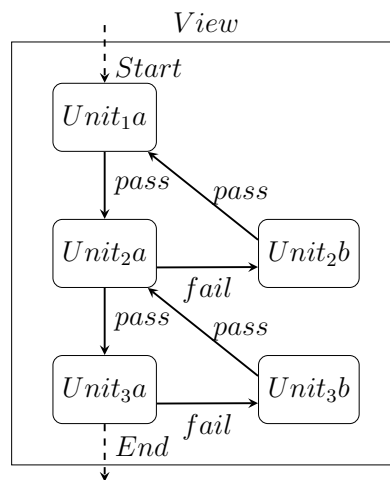 View
Start
Unit₁a
pass
pass
Unit₂a
Unit₂b
fail
pass
pass
Unit₃a
Unit₃b
fail
End